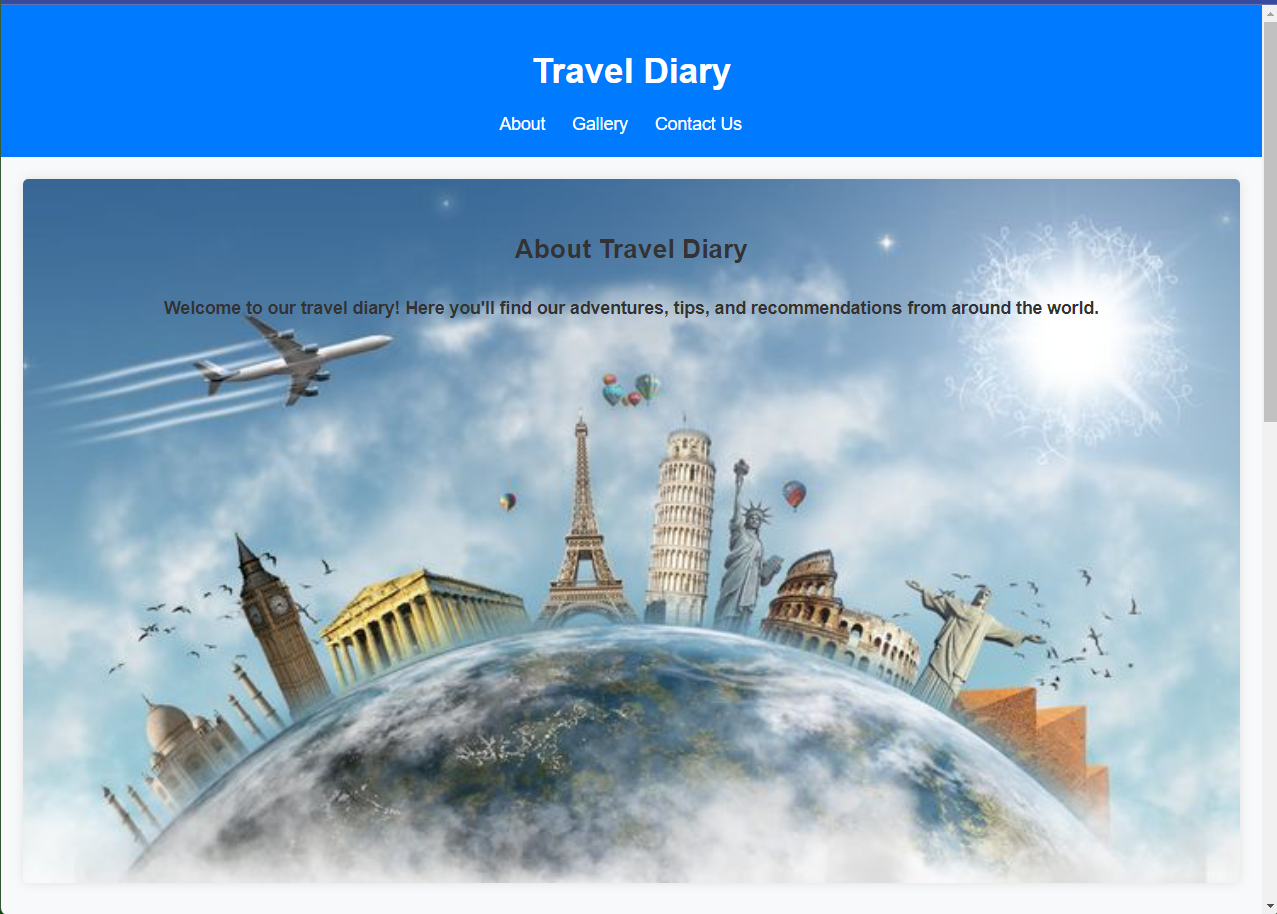 Travel Diary
About Gallery Contact Us
About Travel Diary
Welcome to our travel diary! Here you'll find our adventures, tips, and recommendations from around the world.